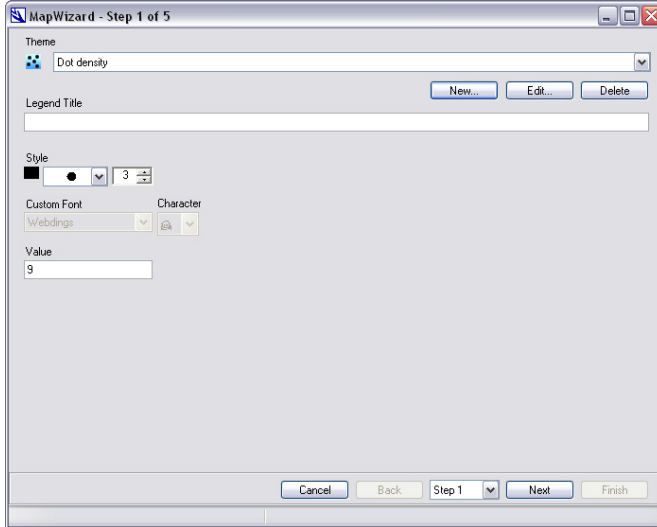 MapWizard - Step 1 of 5
Theme
Dot density
New... Edit... Delete
Legend Title
Style
3
Custom Font Character
Webdings
Value
9
Cancel Back Step 1 Next Finish